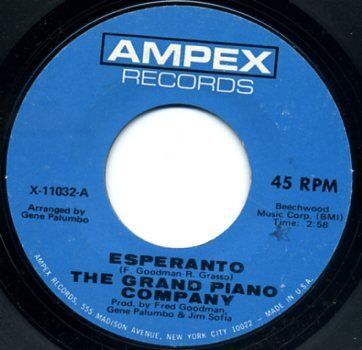 AMPEX
RECORDS
X-11032-A
Arranged by
Gene Palumbo
45 RPM
Beechwood
Music Corp. (BMI)
Time: 2:58
ESPERANTO
(F. Goodman-R. Grasso)
THE GRAND PIANO
COMPANY
Prod. by Fred Goodman,
Gene Palumbo & Jim Sofia
AMPEX RECORDS, 555 MADISON AVENUE, NEW YORK CITY 10022 - MADE IN U.S.A.